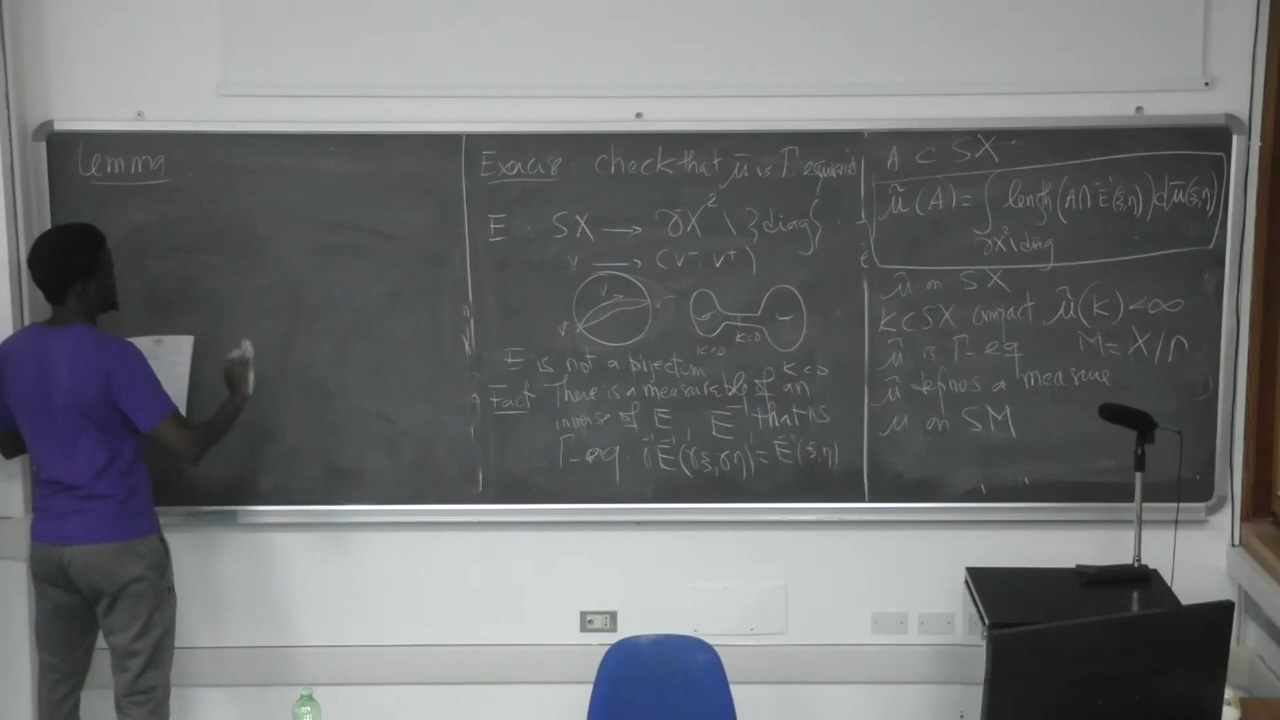 Lemma
Exercise: check that μ̄ is Γ-equivariant
E : SX → ∂X² \ {diag}
v → (v⁻, v⁺)
v
v⁻
K<0
K=0
K<0
E is not a bijection
Fact There is a measurable of an
inverse of E E⁻¹ that is
Γ-eq. γ⁻¹E⁻¹(γξ,γη)=E⁻¹(ξ,η)
A ⊂ SX
μ̃(A) = ∫ length(A∩E⁻¹(ξ,η))dμ̄(ξ,η)
∂X²\diag
μ̃ on SX
K⊂SX compact μ̃(K)<∞
μ̃ is Γ-eq M=X/Γ
μ̃ defines a measure
μ on SM